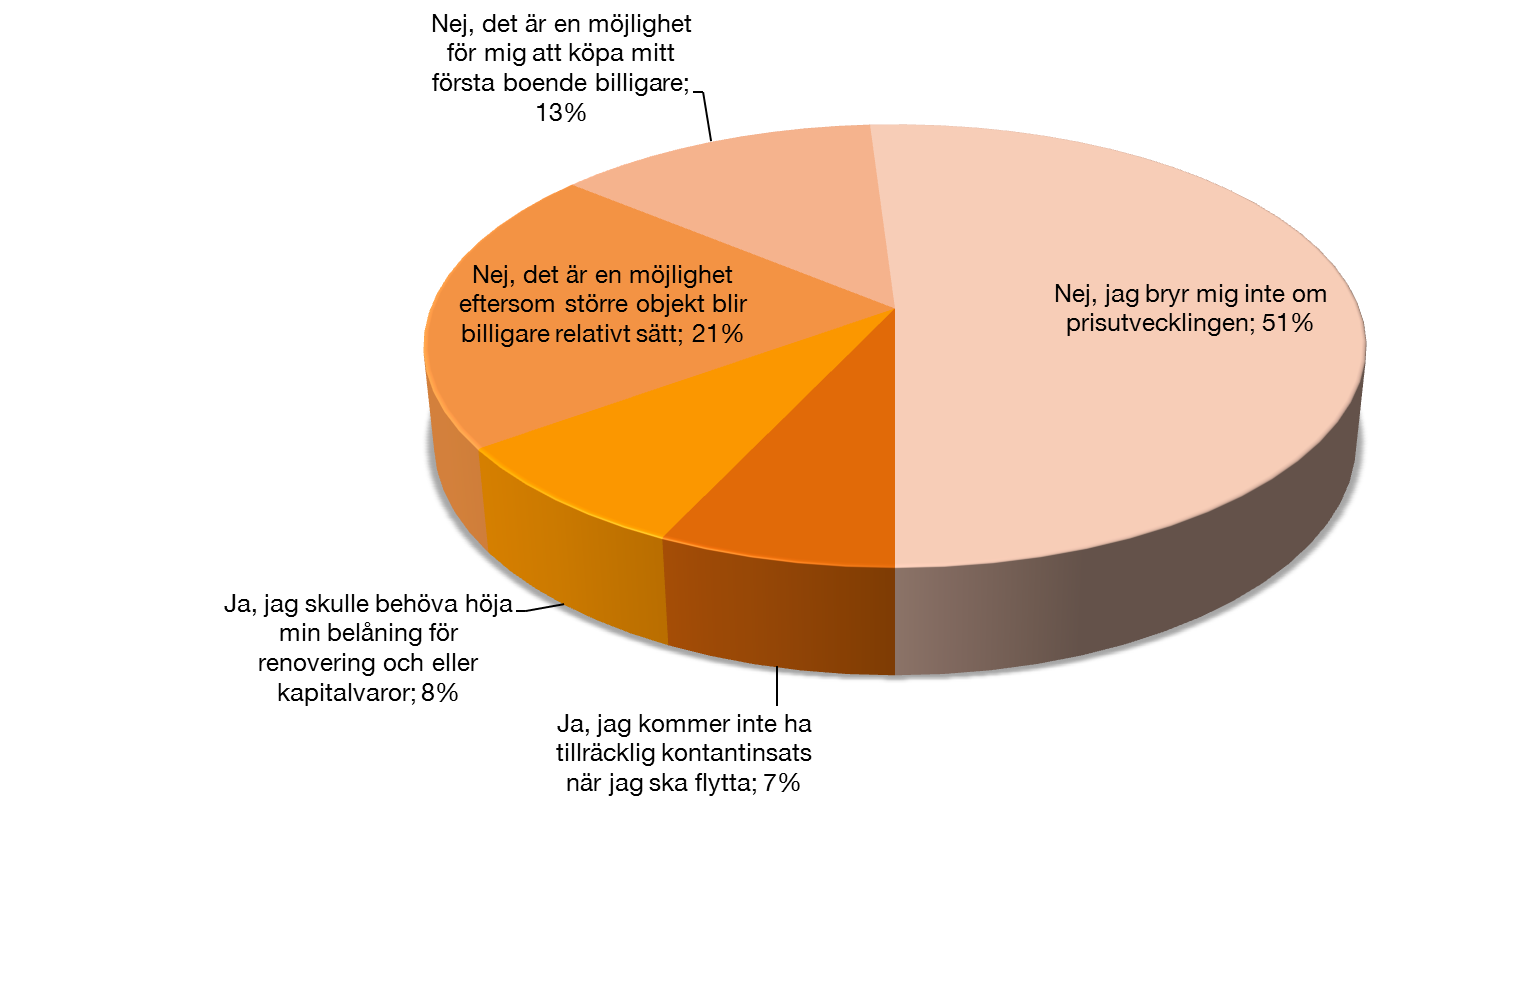 Nej, det är en möjlighet
för mig att köpa mitt
första boende billigare;
13%
Nej, det är en möjlighet
eftersom större objekt blir
billigare relativt sätt; 21%
Nej, jag bryr mig inte om
prisutvecklingen; 51%
Ja, jag skulle behöva höja
min belåning för
renovering och eller
kapitalvaror; 8%
Ja, jag kommer inte ha
tillräcklig kontantinsats
när jag ska flytta; 7%